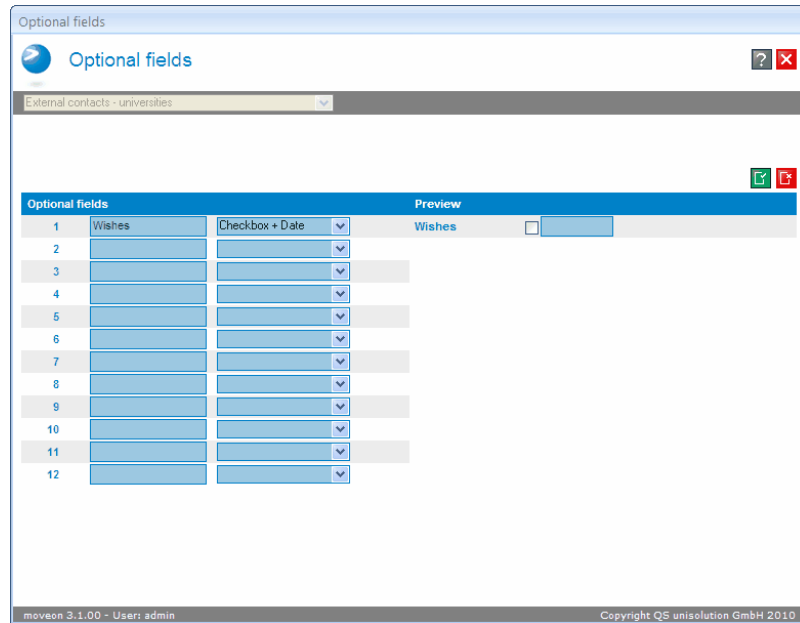 Optional fields
Optional fields
?
External contacts - universities
Optional fields Preview
1 Wishes Checkbox + Date Wishes
2
3
4
5
6
7
8
9
10
11
12
moveon 3.1.00 - User: admin Copyright QS unisolution GmbH 2010